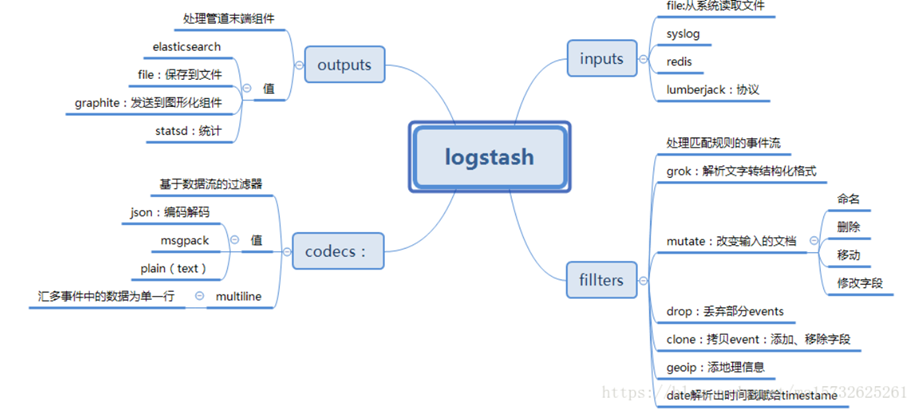 logstash
inputs
file:从系统读取文件
syslog
redis
lumberjack：协议
fillters
处理匹配规则的事件流
grok：解析文字转结构化格式
mutate：改变输入的文档
命名
删除
移动
修改字段
drop：丢弃部分events
clone：拷贝event：添加、移除字段
geoip：添地理信息
date解析出时间戳赋给timestame
outputs
处理管道末端组件
值
elasticsearch
file：保存到文件
graphite：发送到图形化组件
statsd：统计
codecs：
基于数据流的过滤器
值
json：编码解码
msgpack
plain（text）
multiline
汇多事件中的数据为单一行